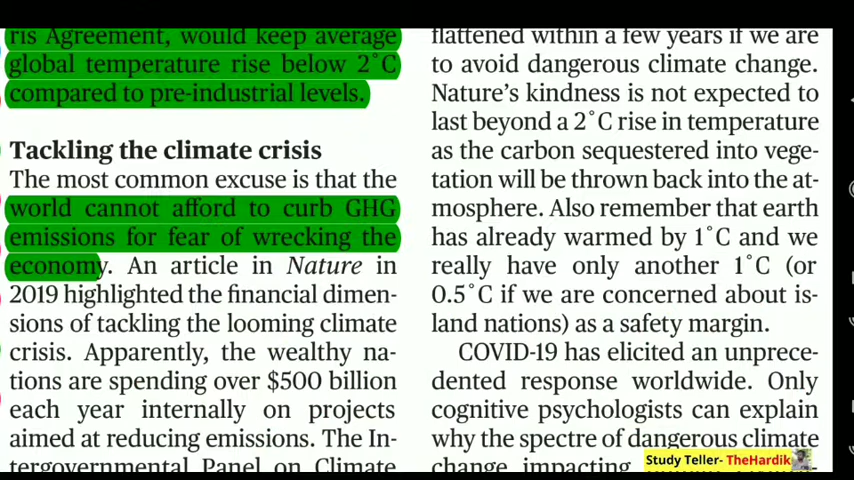 ris Agreement, would keep average
global temperature rise below 2˚C
compared to pre-industrial levels.
Tackling the climate crisis
The most common excuse is that the
world cannot afford to curb GHG
emissions for fear of wrecking the
economy. An article in Nature in
2019 highlighted the financial dimen-
sions of tackling the looming climate
crisis. Apparently, the wealthy na-
tions are spending over $500 billion
each year internally on projects
aimed at reducing emissions. The In-
tergovernmental Panel on Climate
flattened within a few years if we are
to avoid dangerous climate change.
Nature's kindness is not expected to
last beyond a 2˚C rise in temperature
as the carbon sequestered into vege-
tation will be thrown back into the at-
mosphere. Also remember that earth
has already warmed by 1˚C and we
really have only another 1˚C (or
0.5˚C if we are concerned about is-
land nations) as a safety margin.
COVID-19 has elicited an unprece-
dented response worldwide. Only
cognitive psychologists can explain
why the spectre of dangerous climate
change impacting
Study Teller- TheHardik